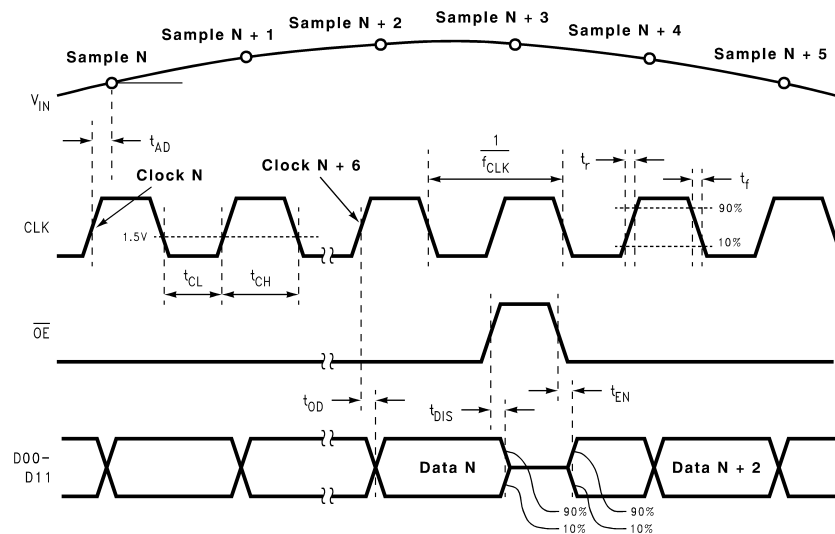 Sample N
Sample N + 1
Sample N + 2
Sample N + 3
Sample N + 4
Sample N + 5
VIN
tAD
Clock N
Clock N + 6
1
fCLK
tr
tf
CLK
1.5V
90%
10%
tCL
tCH
OE
tOD
tDIS
tEN
D00-
D11
Data N
Data N + 2
90%
10%
90%
10%